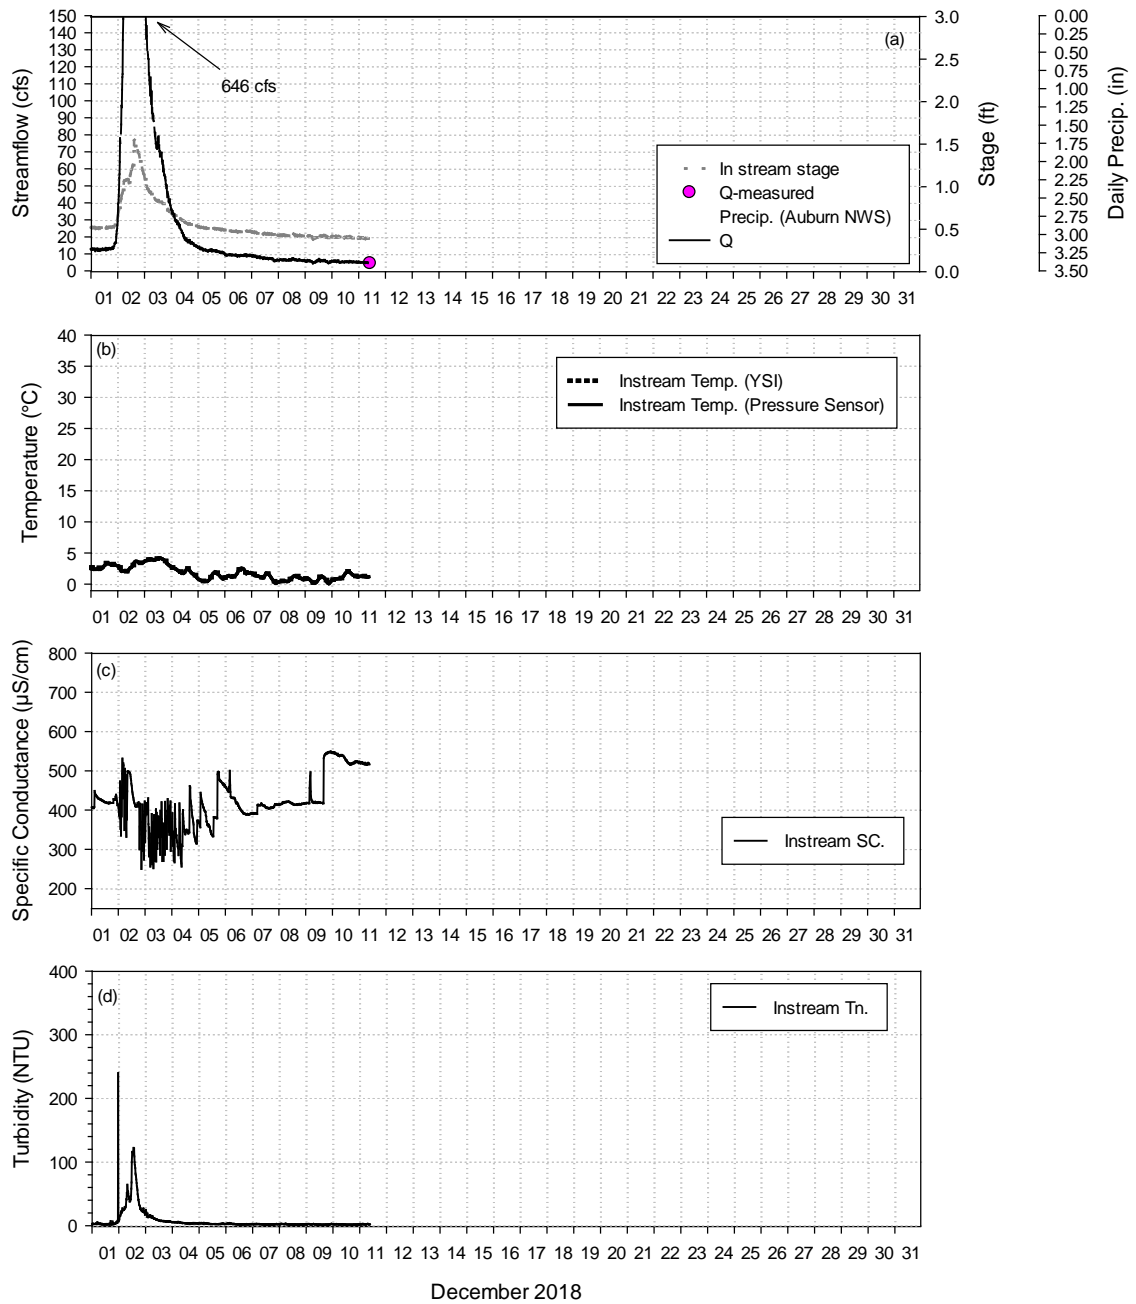 Streamflow (cfs)
150
140
130
120
110
100
90
80
70
60
50
40
30
20
10
0
646 cfs
(a)
In stream stage
Q-measured
Precip. (Auburn NWS)
Q
3.0
2.5
2.0
1.5
1.0
0.5
0.0
Stage (ft)
0.00
0.25
0.50
0.75
1.00
1.25
1.50
1.75
2.00
2.25
2.50
2.75
3.00
3.25
3.50
Daily Precip. (in)
01 02 03 04 05 06 07 08 09 10 11 12 13 14 15 16 17 18 19 20 21 22 23 24 25 26 27 28 29 30 31
Temperature (°C)
40
35
30
25
20
15
10
5
0
(b)
Instream Temp. (YSI)
Instream Temp. (Pressure Sensor)
01 02 03 04 05 06 07 08 09 10 11 12 13 14 15 16 17 18 19 20 21 22 23 24 25 26 27 28 29 30 31
Specific Conductance (µS/cm)
800
700
600
500
400
300
200
(c)
Instream SC.
01 02 03 04 05 06 07 08 09 10 11 12 13 14 15 16 17 18 19 20 21 22 23 24 25 26 27 28 29 30 31
Turbidity (NTU)
400
300
200
100
0
(d)
Instream Tn.
01 02 03 04 05 06 07 08 09 10 11 12 13 14 15 16 17 18 19 20 21 22 23 24 25 26 27 28 29 30 31
December 2018